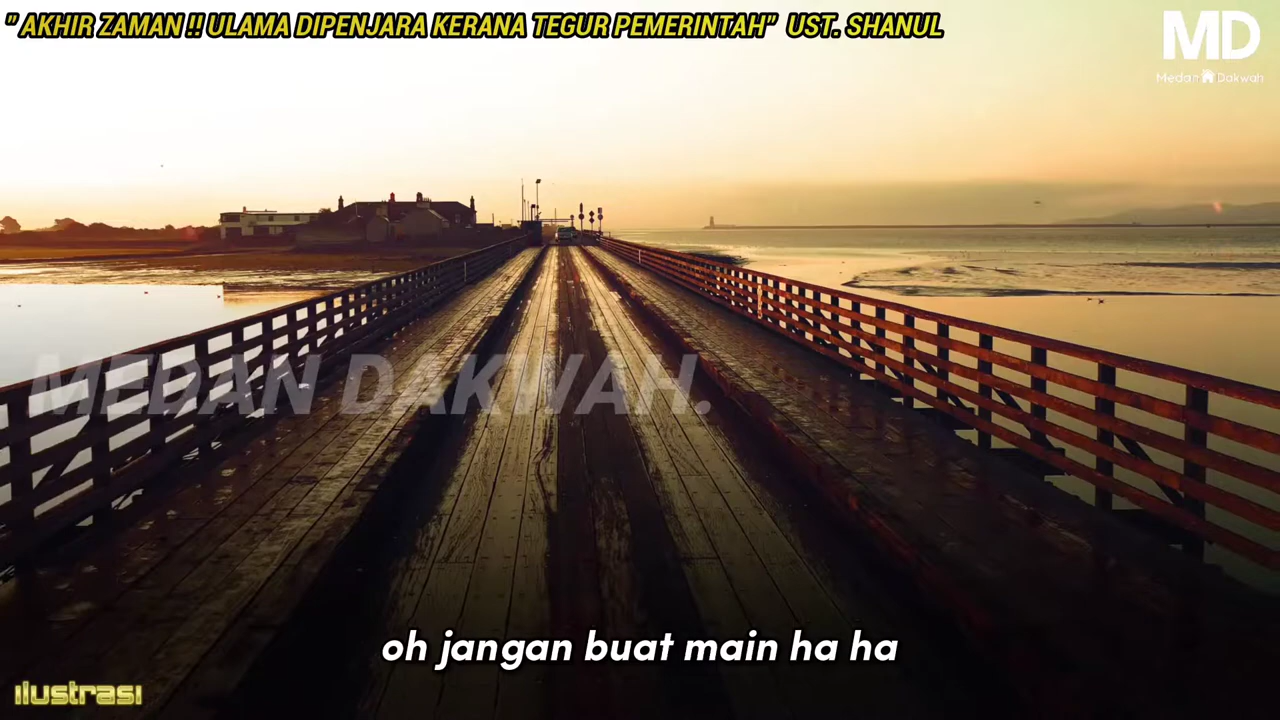 " AKHIR ZAMAN !! ULAMA DIPENJARA KERANA TEGUR PEMERINTAH" UST. SHANUL
MD
Medan Dakwah
MEDAN DAKWAH.
oh jangan buat main ha ha
ilustrasi